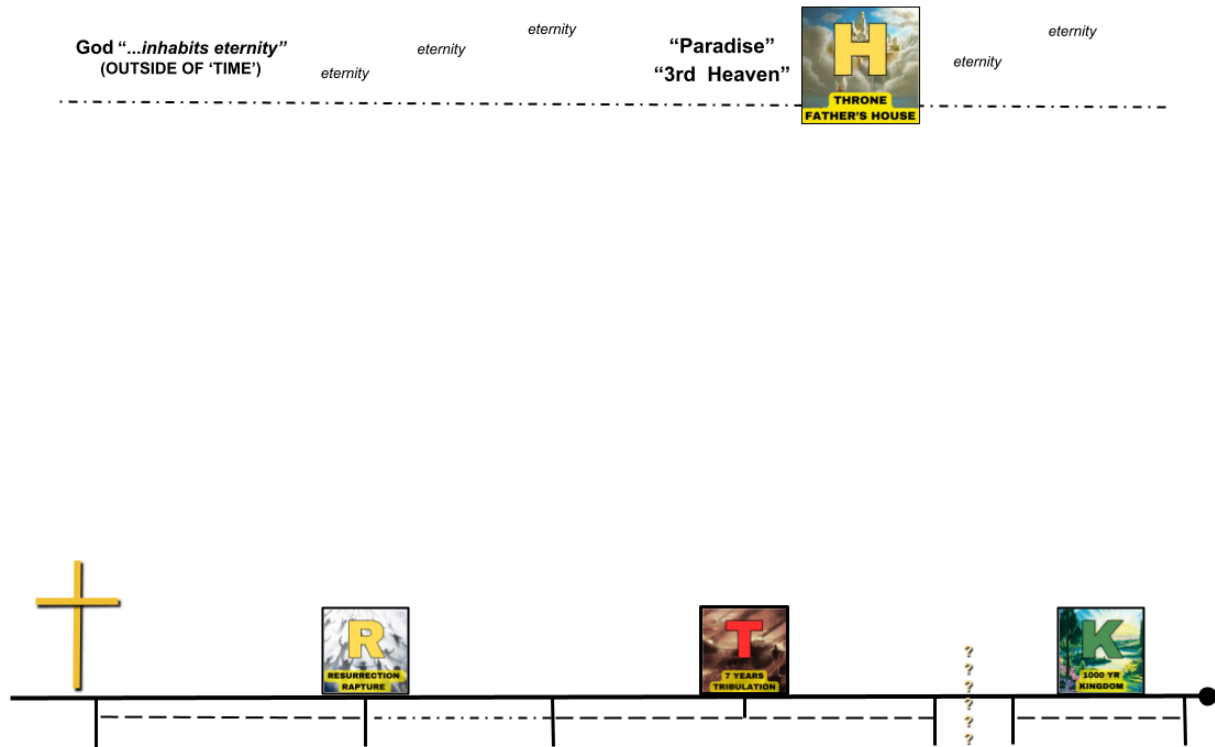 God “...inhabits eternity”
(OUTSIDE OF ‘TIME’)
eternity
eternity
eternity
“Paradise”
“3rd Heaven”
H
THRONE
FATHER'S HOUSE
eternity
eternity
R
RESURRECTION
RAPTURE
T
7 YEARS
TRIBULATION
?
?
?
?
?
?
K
1000 YR
KINGDOM